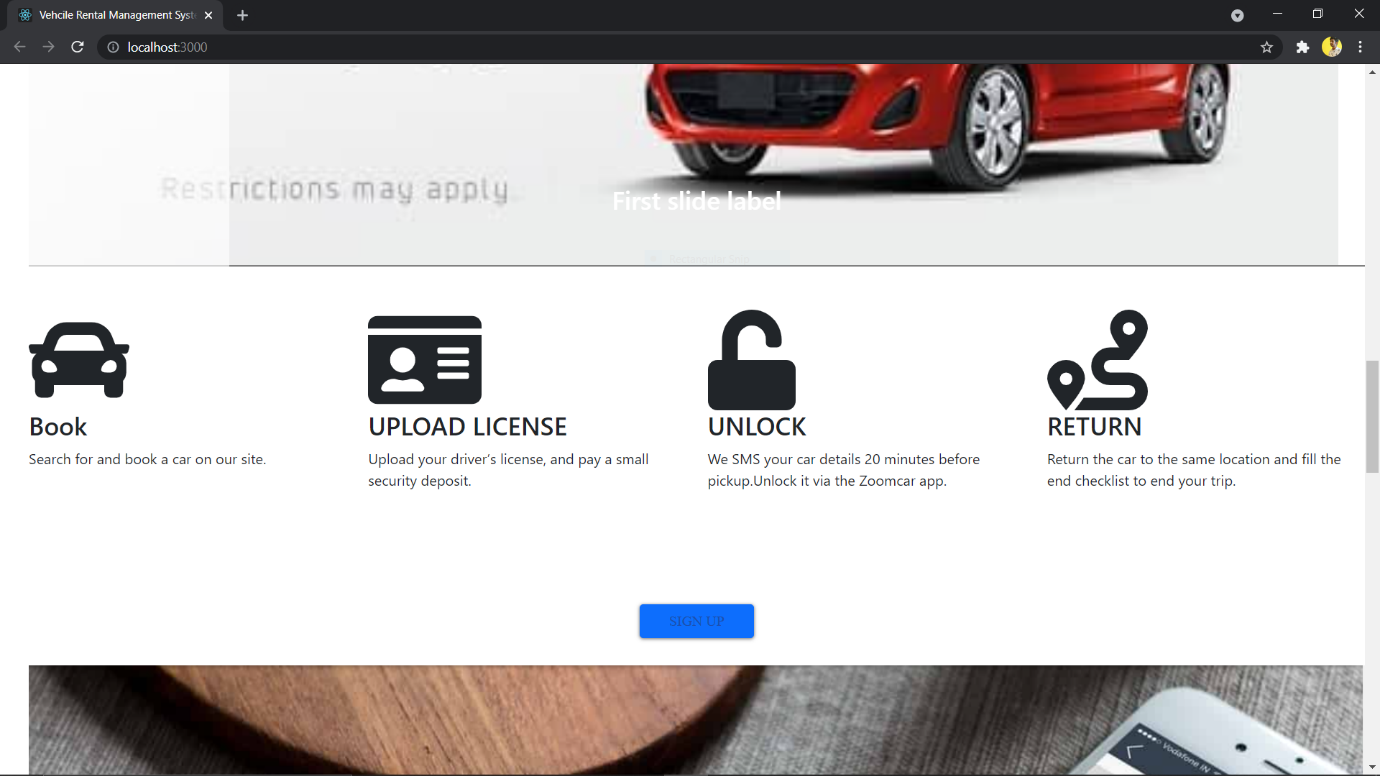 Vehcile Rental Management Syst
localhost:3000
Restrictions may apply.
First slide label
Book
UPLOAD LICENSE
UNLOCK
RETURN
Search for and book a car on our site.
Upload your driver's license, and pay a small
security deposit.
We SMS your car details 20 minutes before
pickup.Unlock it via the Zoomcar app.
Return the car to the same location and fill the
end checklist to end your trip.
SIGN UP
Vodafone IN